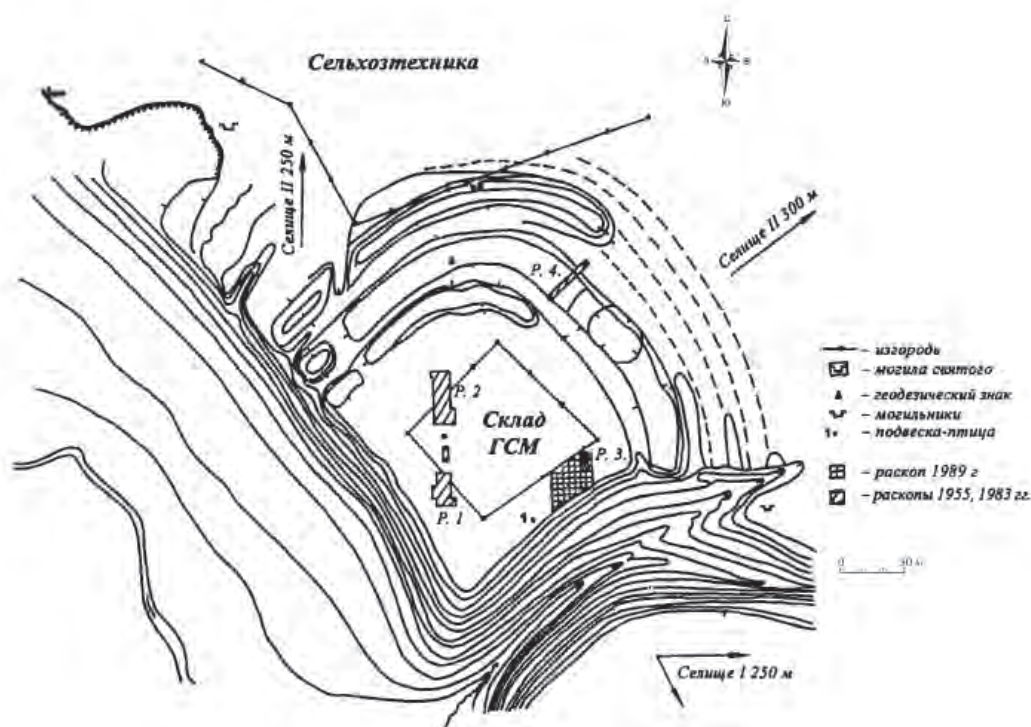 Сельхозтехника
С
З
В
Ю
Селище II 250 м
Селище II 300 м
Р. 4.
Р. 2
Склад
ГСМ
Р. 3.
Р. 1
– изгородь
– могила святого
– геодезический знак
– могильники
– подвеска-птица
– раскоп 1989 г
– раскопы 1955, 1983 гг.
0
Селище I 250 м